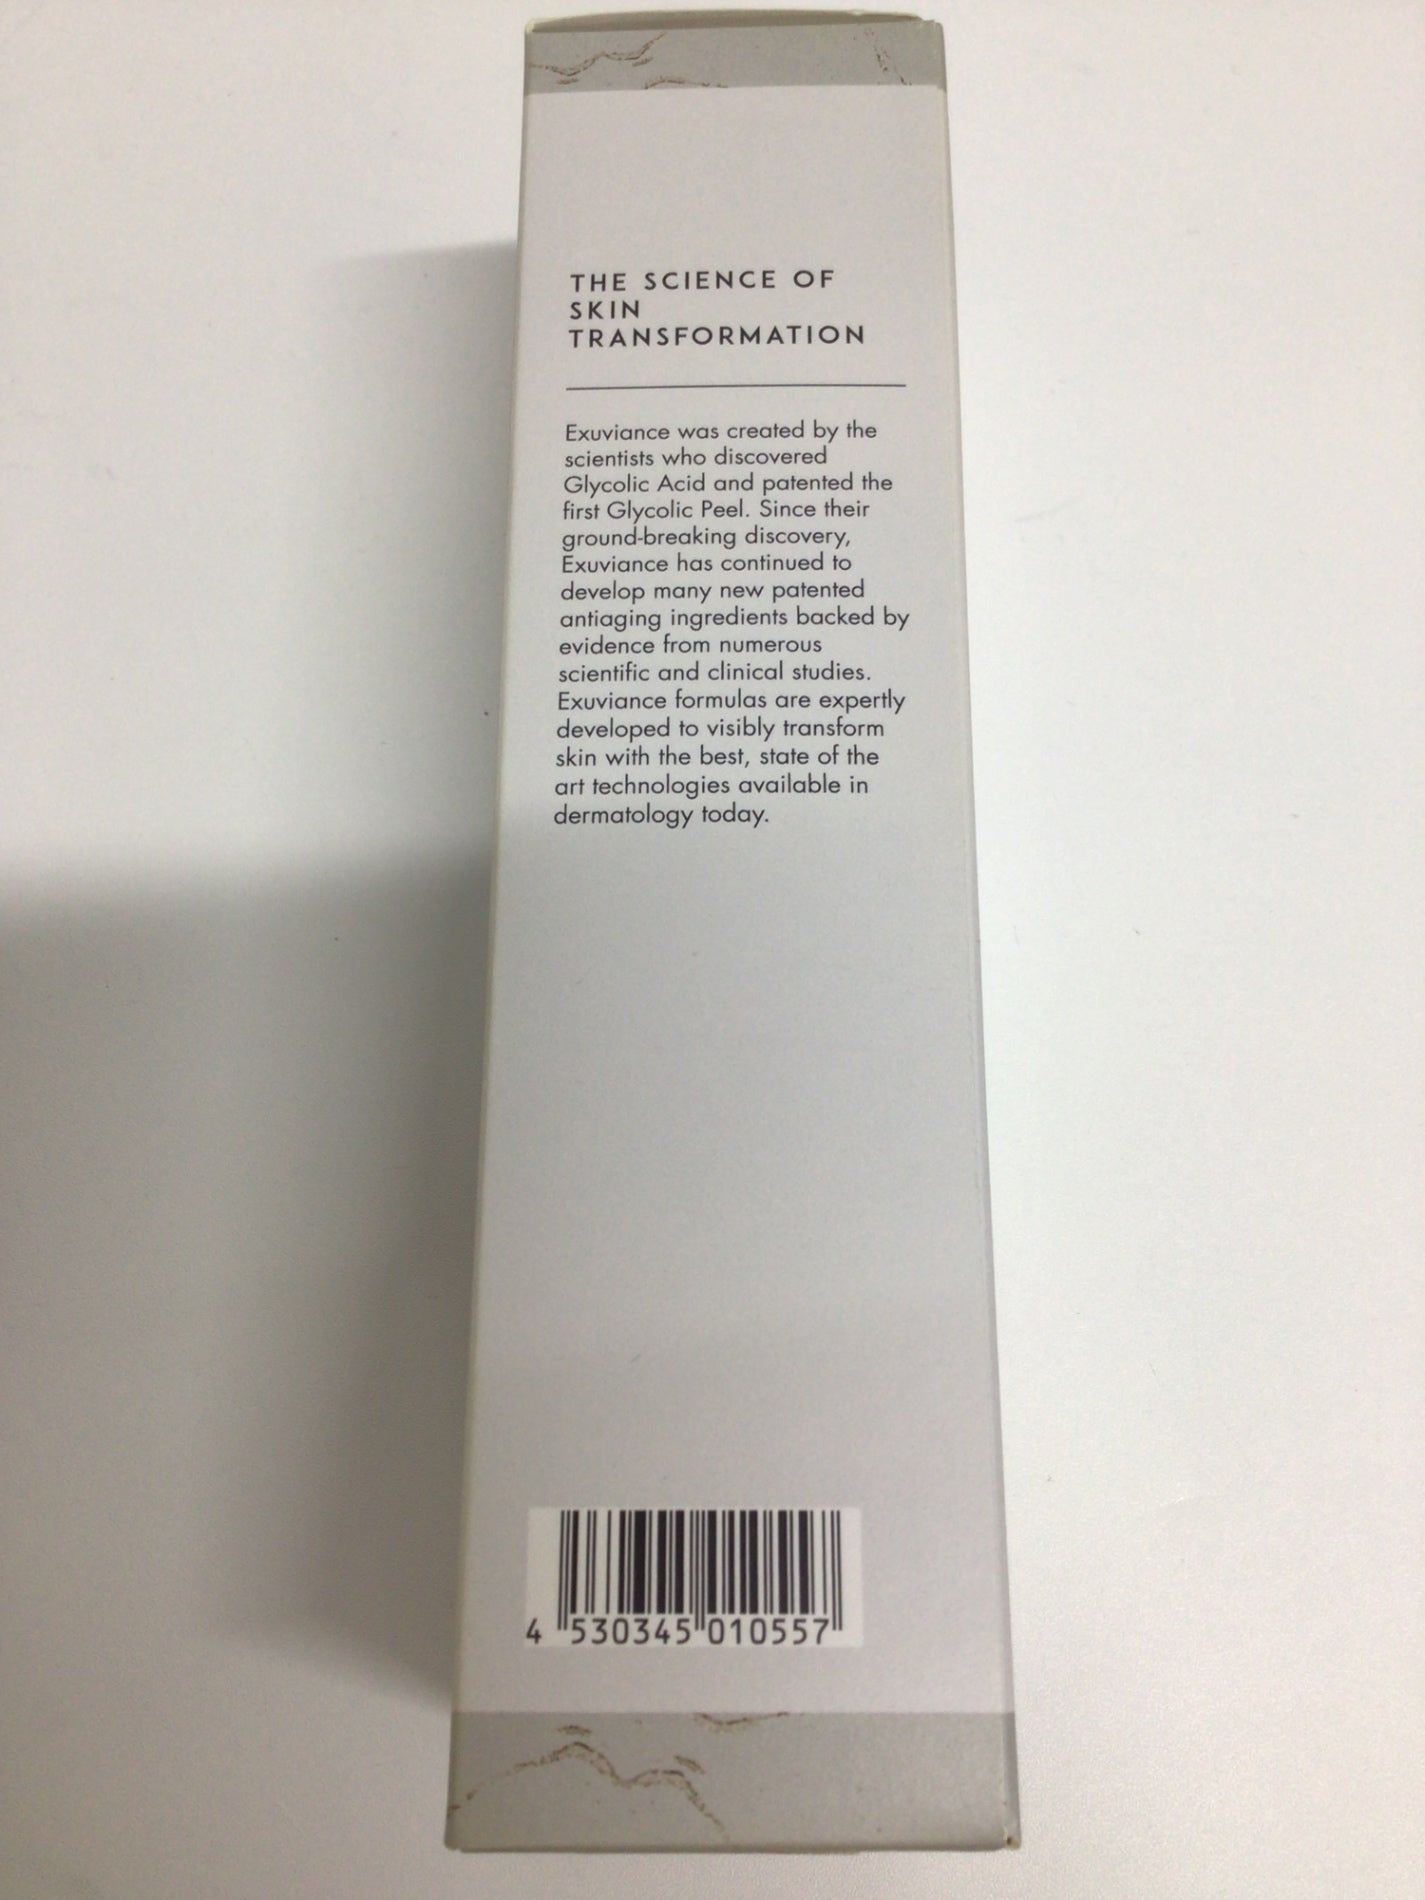 THE SCIENCE OF
SKIN
TRANSFORMATION
Exuviance was created by the
scientists who discovered
Glycolic Acid and patented the
first Glycolic Peel. Since their
ground-breaking discovery,
Exuviance has continued to
develop many new patented
antiaging ingredients backed by
evidence from numerous
scientific and clinical studies.
Exuviance formulas are expertly
developed to visibly transform
skin with the best, state of the
art technologies available in
dermatology today.
4 530345 010557